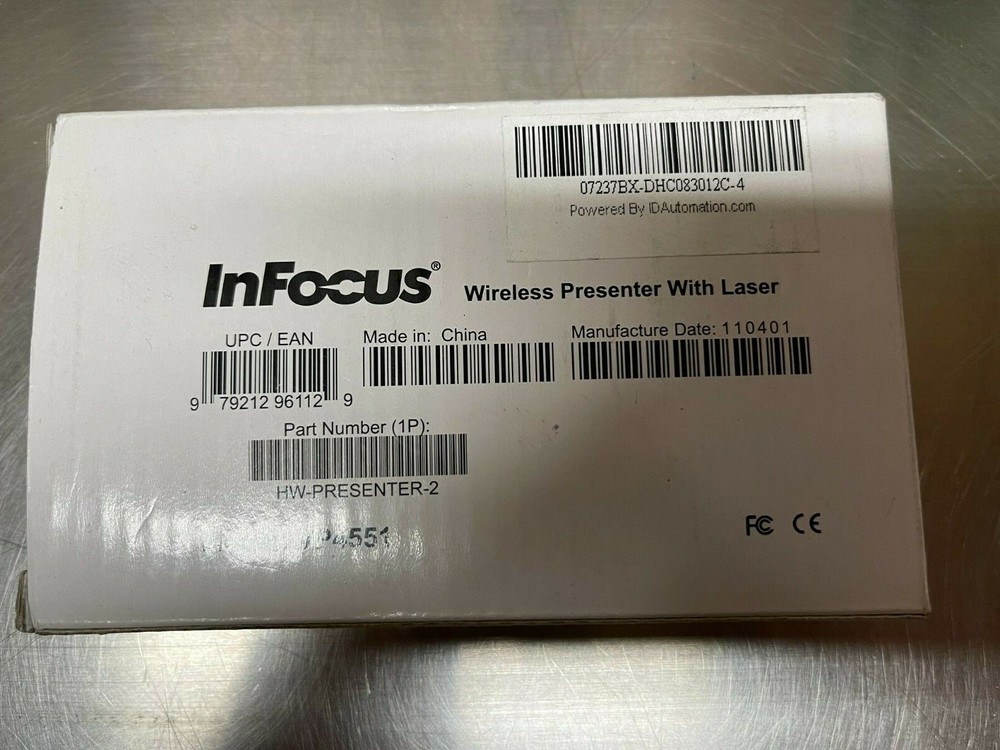 07237BX-DHC083012C-4
Powered By IDAutomation.com
InFocus® Wireless Presenter With Laser
UPC / EAN
Made in: China
Manufacture Date: 110401
9 79212 96112 9
Part Number (1P):
HW-PRESENTER-2
FC CE